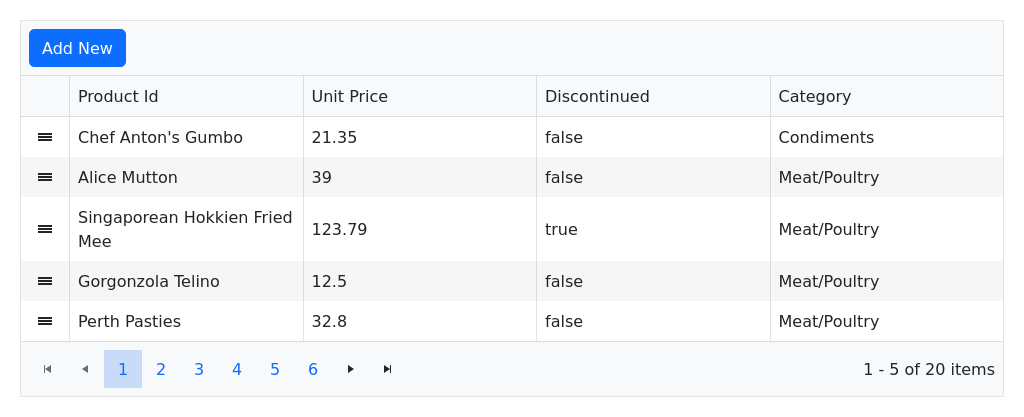 Add New
Product Id Unit Price Discontinued Category
Chef Anton's Gumbo 21.35 false Condiments
Alice Mutton 39 false Meat/Poultry
Singaporean Hokkien Fried
Mee 123.79 true Meat/Poultry
Gorgonzola Telino 12.5 false Meat/Poultry
Perth Pasties 32.8 false Meat/Poultry
1 2 3 4 5 6 1 - 5 of 20 items